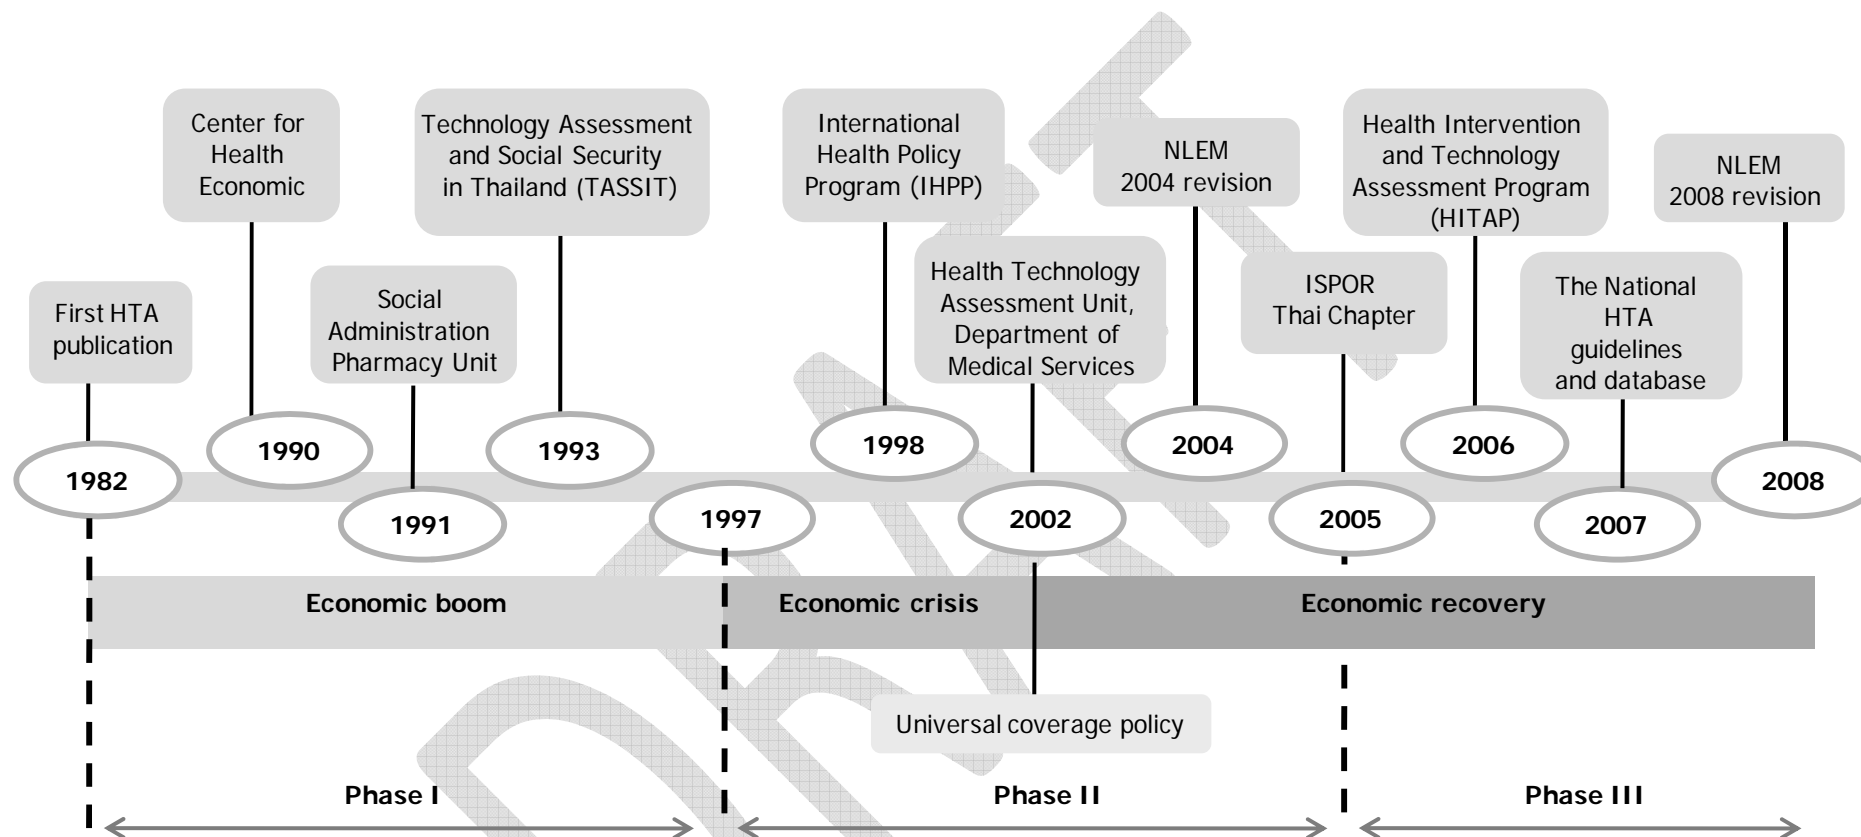 Center for
Health
Economic
Technology Assessment
and Social Security
in Thailand (TASSIT)
International
Health Policy
Program (IHPP)
NLEM
2004 revision
Health Intervention
and Technology
Assessment Program
(HITAP)
NLEM
2008 revision
First HTA
publication
Social
Administration
Pharmacy Unit
Health Technology
Assessment Unit,
Department of
Medical Services
ISPOR
Thai Chapter
The National
HTA
guidelines
and database
1982
1990
1991
1993
1997
1998
2002
2004
2005
2006
2007
2008
Economic boom
Economic crisis
Economic recovery
Universal coverage policy
Phase I
Phase II
Phase III
DRAFT